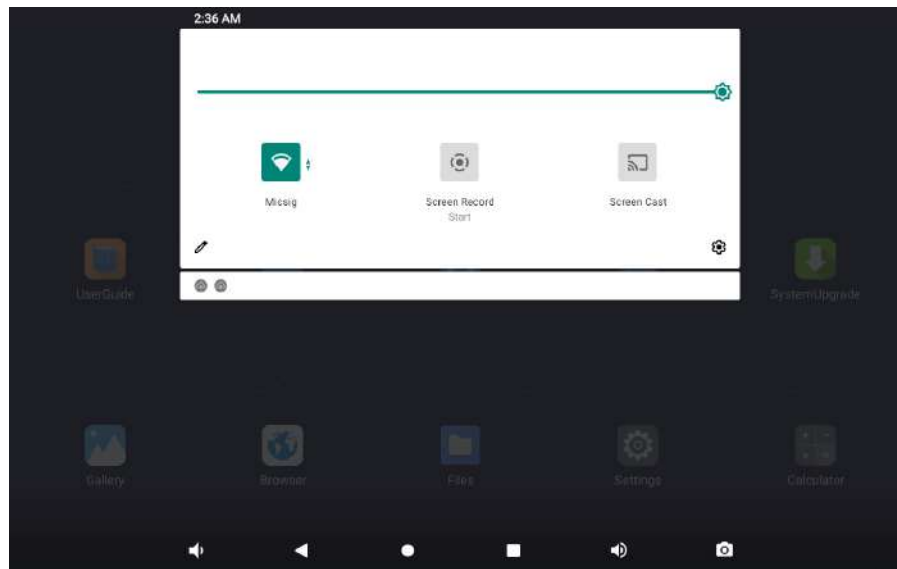 2:36 AM
Micsig
Screen Record
Start
Screen Cast
UserGuide
SystemUpgrade
Gallery
Browser
Files
Settings
Calculator